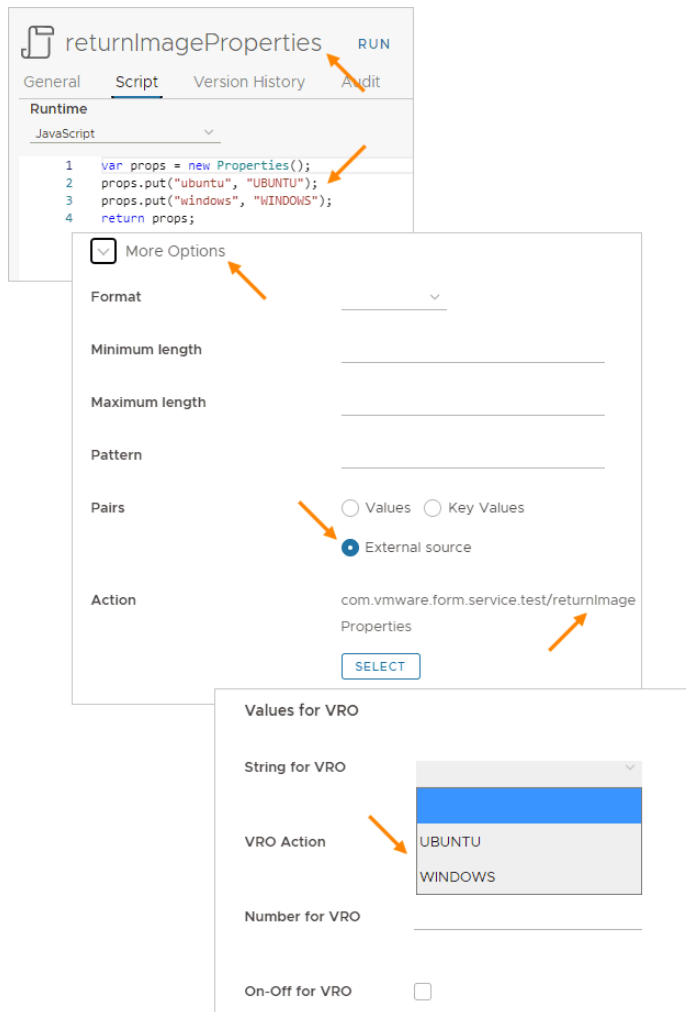 returnImageProperties RUN
General Script Version History Audit
Runtime
JavaScript
1 var props = new Properties();
2 props.put("ubuntu", "UBUNTU");
3 props.put("windows", "WINDOWS");
4 return props;
More Options
Format
Minimum length
Maximum length
Pattern
Pairs Values Key Values
External source
Action com.vmware.form.service.test/returnImage
Properties
SELECT
Values for VRO
String for VRO
VRO Action UBUNTU
WINDOWS
Number for VRO
On-Off for VRO